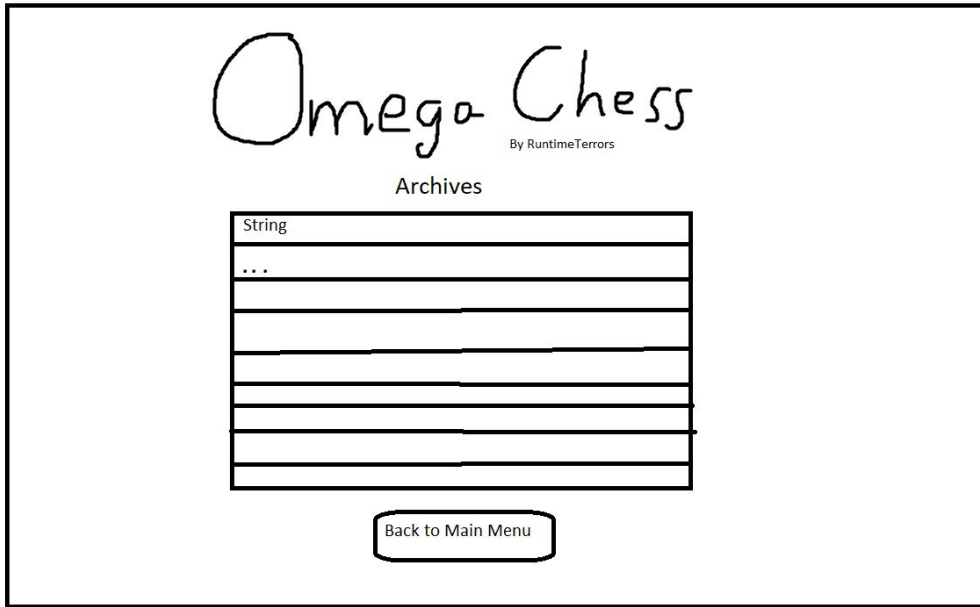 Omega Chess
By RuntimeTerrors
Archives
String
...
Back to Main Menu